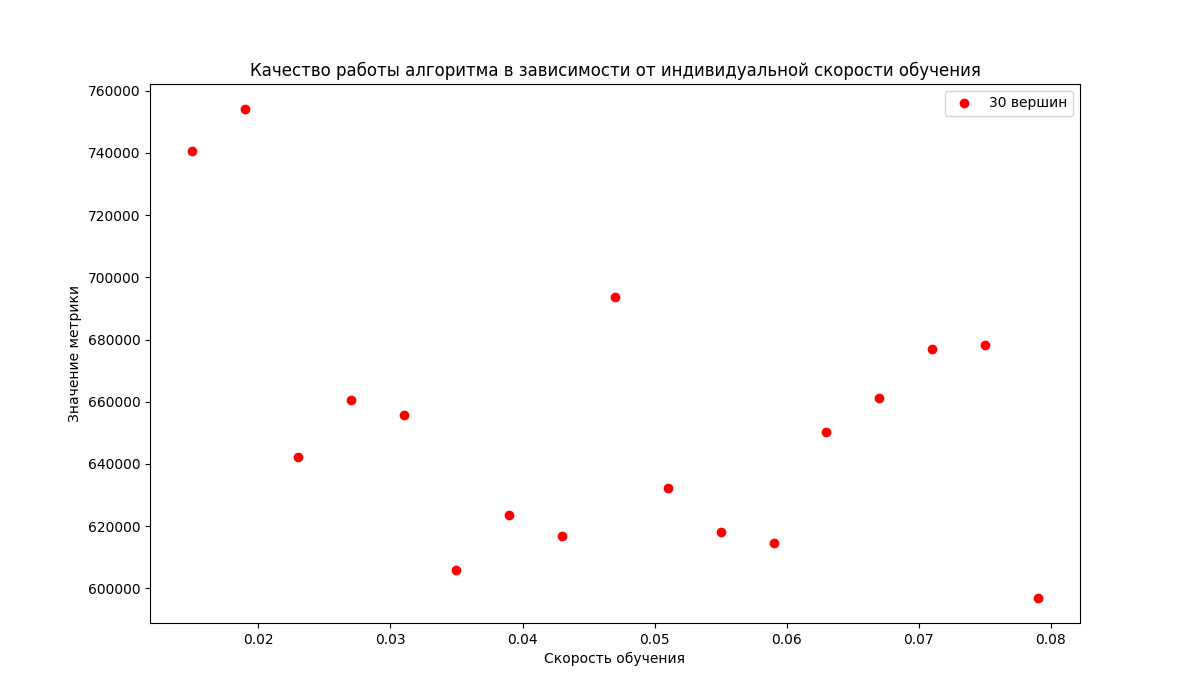 Качество работы алгоритма в зависимости от индивидуальной скорости обучения
30 вершин
760000
740000
720000
700000
680000
660000
640000
620000
600000
Значение метрики
0.02 0.03 0.04 0.05 0.06 0.07 0.08
Скорость обучения